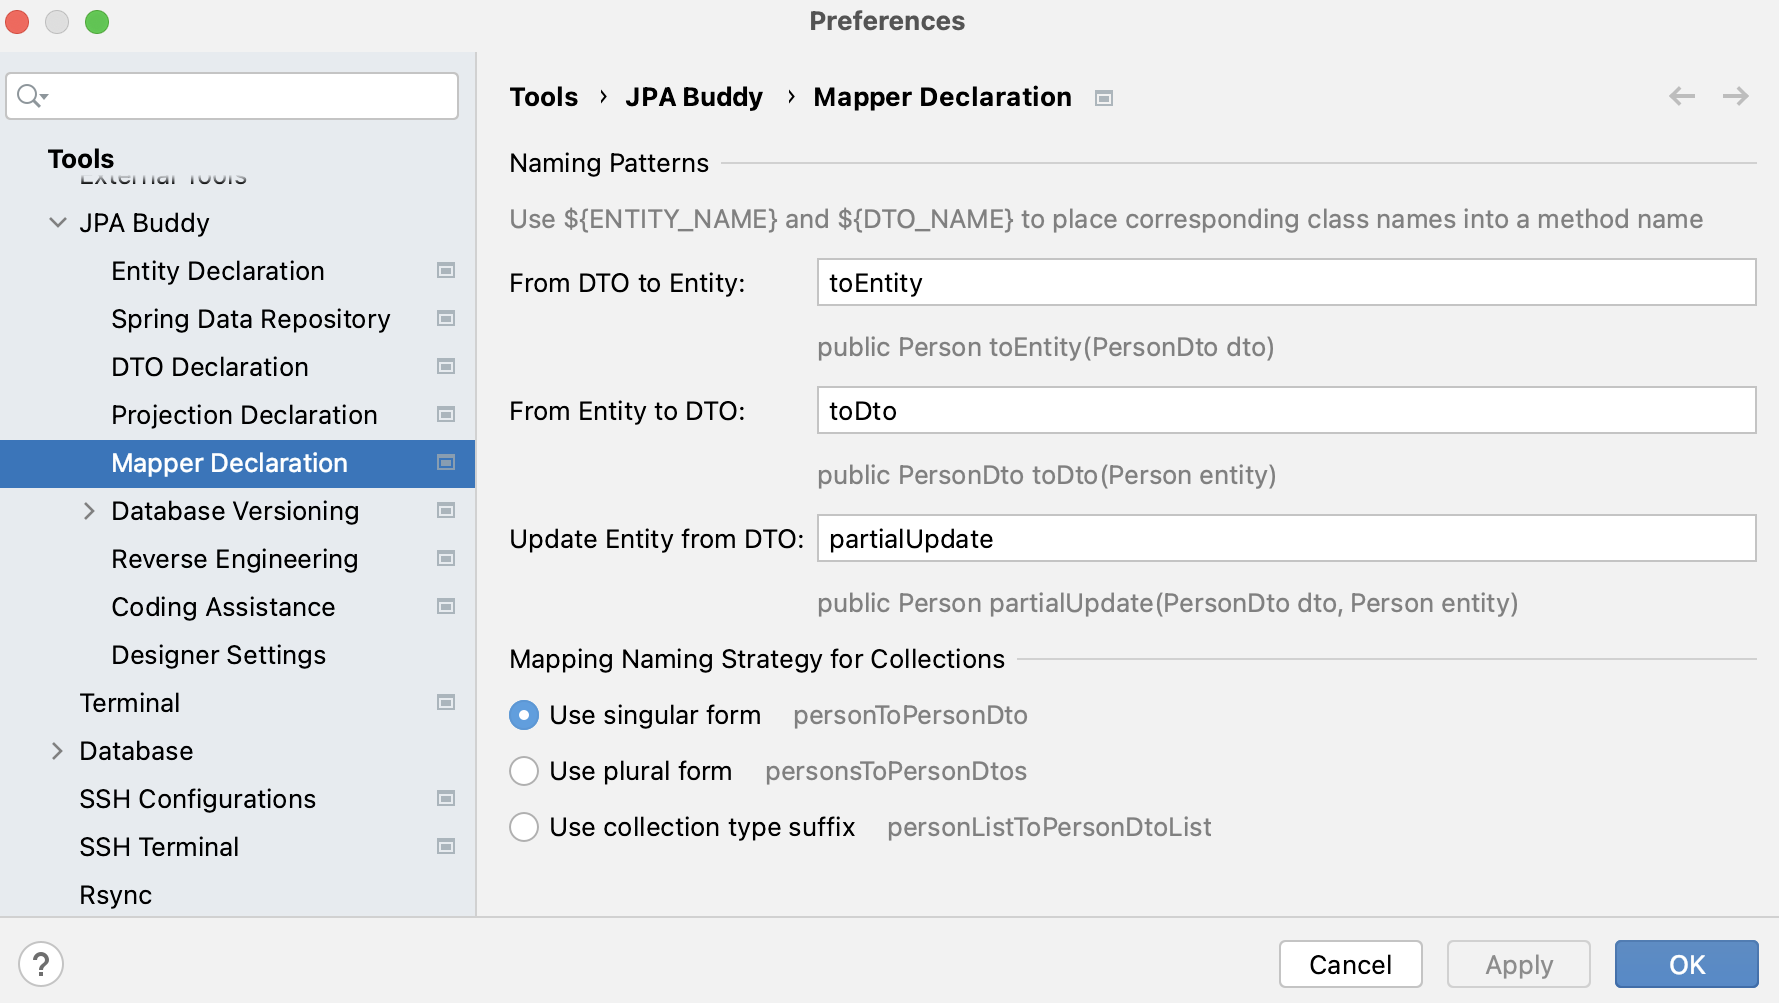 Preferences
Tools › JPA Buddy › Mapper Declaration
Tools
External Tools
JPA Buddy
Entity Declaration
Spring Data Repository
DTO Declaration
Projection Declaration
Mapper Declaration
Database Versioning
Reverse Engineering
Coding Assistance
Designer Settings
Terminal
Database
SSH Configurations
SSH Terminal
Rsync
Naming Patterns
Use ${ENTITY_NAME} and ${DTO_NAME} to place corresponding class names into a method name
From DTO to Entity: toEntity
public Person toEntity(PersonDto dto)
From Entity to DTO: toDto
public PersonDto toDto(Person entity)
Update Entity from DTO: partialUpdate
public Person partialUpdate(PersonDto dto, Person entity)
Mapping Naming Strategy for Collections
Use singular form personToPersonDto
Use plural form personsToPersonDtos
Use collection type suffix personListToPersonDtoList
?
Cancel Apply OK